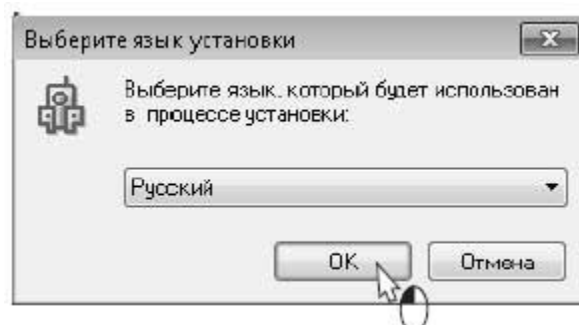 Выберите язык установки
Выберите язык, который будет использован
в процессе установки:
Русский
OK
Отмена